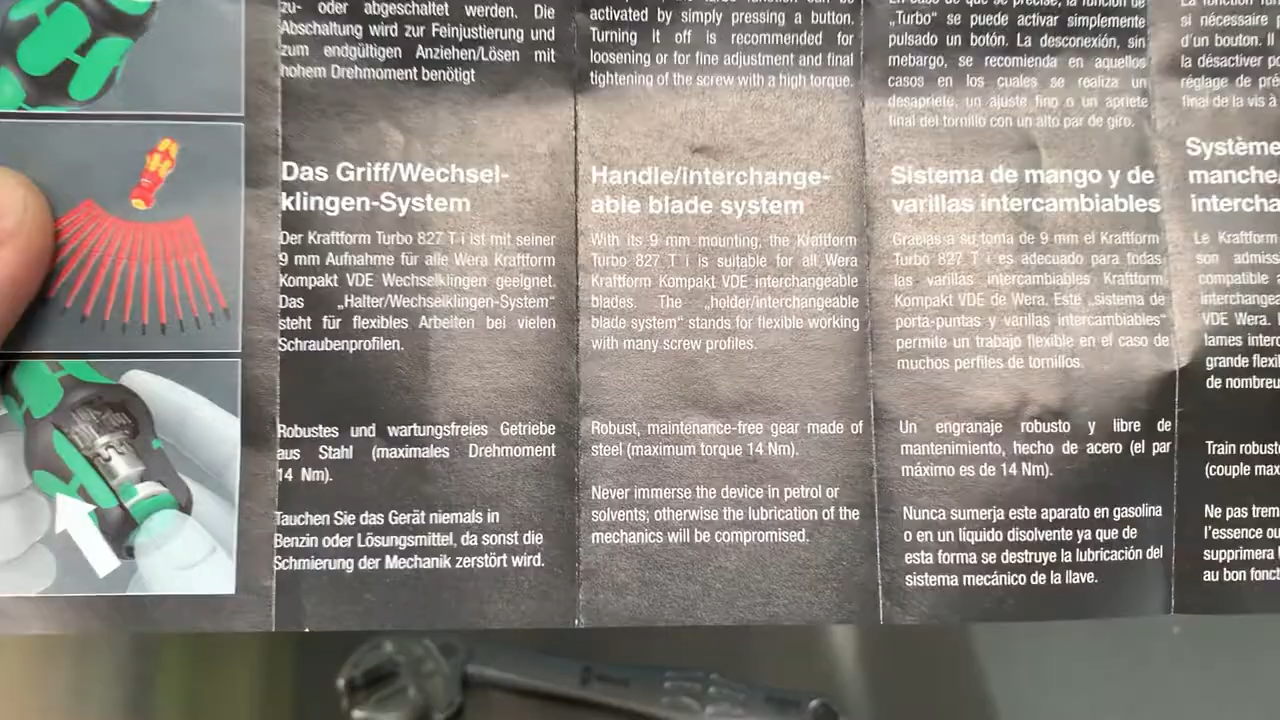 zu- oder abgeschaltet werden. Die
Abschaltung wird zur Feinjustierung und
zum endgültigen Anziehen/Lösen mit
hohem Drehmoment benötigt
Das Griff/Wechsel-
klingen-System
Der Kraftform Turbo 827 T i ist mit seiner
9 mm Aufnahme für alle Wera Kraftform
Kompakt VDE Wechselklingen geeignet.
Das „Halter/Wechselklingen-System“
steht für flexibles Arbeiten bei vielen
Schraubenprofilen.
Robustes und wartungsfreies Getriebe
aus Stahl (maximales Drehmoment
14 Nm).
Tauchen Sie das Gerät niemals in
Benzin oder Lösungsmittel, da sonst die
Schmierung der Mechanik zerstört wird.
activated by simply pressing a button.
Turning it off is recommended for
loosening or for fine adjustment and final
tightening of the screw with a high torque.
Handle/interchange-
able blade system
With its 9 mm mounting, the Kraftform
Turbo 827 T i is suitable for all Wera
Kraftform Kompakt VDE interchangeable
blades. The „holder/interchangeable
blade system“ stands for flexible working
with many screw profiles.
Robust, maintenance-free gear made of
steel (maximum torque 14 Nm).
Never immerse the device in petrol or
solvents; otherwise the lubrication of the
mechanics will be compromised.
„Turbo“ se puede activar simplemente
pulsado un botón. La desconexión, sin
mebargo, se recomienda en aquellos
casos en los cuales se realiza un
desapriete, un ajuste fino o un apriete
final del tornillo con un alto par de giro.
Sistema de mango y de
varillas intercambiables
Gracias a su toma de 9 mm el Kraftform
Turbo 827 T i es adecuado para todas
las varillas intercambiables Kraftform
Kompakt VDE de Wera. Este „sistema de
porta-puntas y varillas intercambiables“
permite un trabajo flexible en el caso de
muchos perfiles de tornillos.
Un engranaje robusto y libre de
mantenimiento, hecho de acero (el par
máximo es de 14 Nm).
Nunca sumerja este aparato en gasolina
o en un líquido disolvente ya que de
esta forma se destruye la lubricación del
sistema mecánico de la llave.
si nécessaire
d'un bouton. Il
la désactiver
réglage de
final de la vis à
Système
Le Kraftform
son
compatible
VDE Wera.
lames
grande
de
Train
(couple
Ne pas
l'essence ou
supprimera
au bon